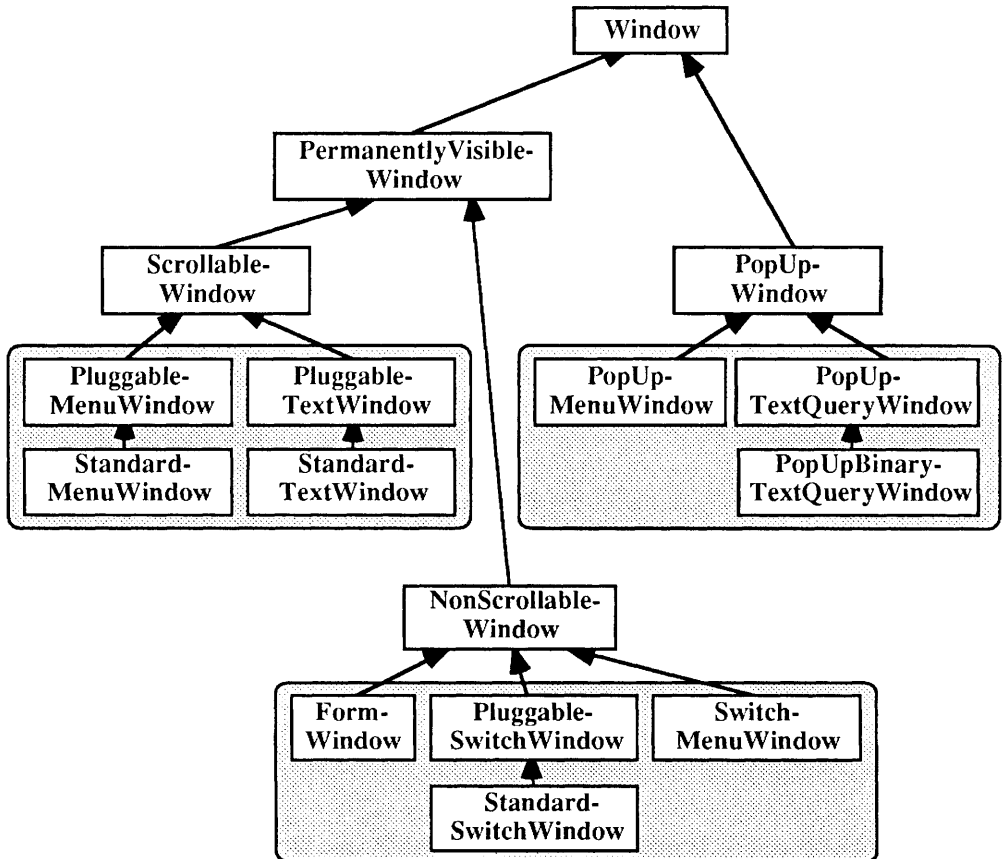 Window
PermanentlyVisible-
Window
Scrollable-
Window
PopUp-
Window
Pluggable-
MenuWindow
Pluggable-
TextWindow
Standard-
MenuWindow
Standard-
TextWindow
PopUp-
MenuWindow
PopUp-
TextQueryWindow
PopUpBinary-
TextQueryWindow
NonScrollable-
Window
Form-
Window
Pluggable-
SwitchWindow
Switch-
MenuWindow
Standard-
SwitchWindow